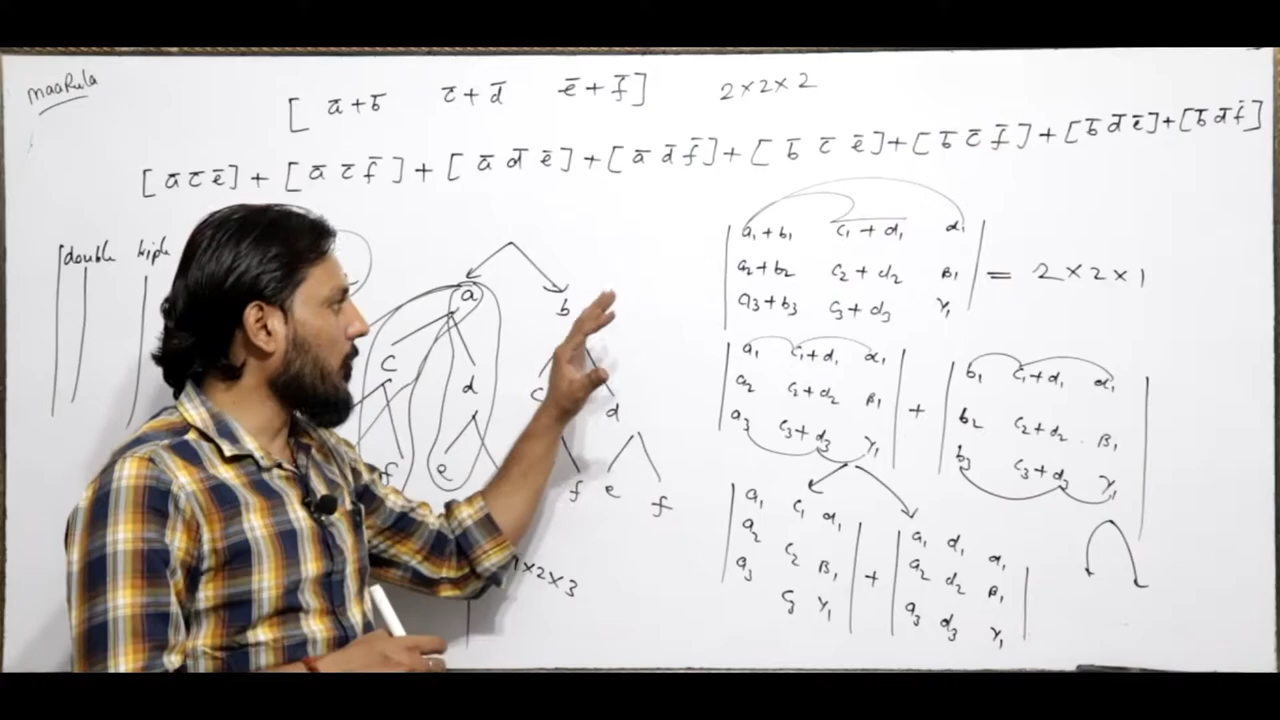 maaRula
[ a̅+b̅ c̅+d̅ e̅+f̅ ] 2×2×2
[a̅ c̅ e̅] + [a̅ c̅ f̅] + [a̅ d̅ e̅] + [a̅ d̅ f̅] + [b̅ c̅ e̅] + [b̅ c̅ f̅] + [b̅ d̅ e̅] + [b̅ d̅ f̅]
double triple
a b
c d c d
f e f e f
1×2×3
| a₁+b₁ c₁+d₁ α₁ |
| a₂+b₂ c₂+d₂ β₁ | = 2×2×1
| a₃+b₃ c₃+d₃ γ₁ |
| a₁ c₁+d₁ α₁ | | b₁ c₁+d₁ α₁ |
| a₂ c₂+d₂ β₁ | + | b₂ c₂+d₂ β₁ |
| a₃ c₃+d₃ γ₁ | | b₃ c₃+d₃ γ₁ |
| a₁ c₁ α₁ | | a₁ d₁ α₁ |
| a₂ c₂ β₁ | + | a₂ d₂ β₁ |
| a₃ c₃ γ₁ | | a₃ d₃ γ₁ |